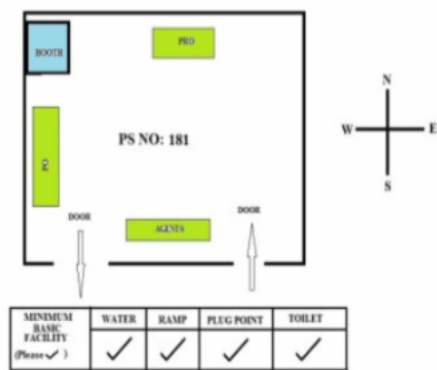 BOOTH
PRO
N
W
E
S
PS NO: 181
PO
DOOR
DOOR
AGENTS
MINIMUM BASIC FACILITY (Please ✓) WATER RAMP PLUG POINT TOILET
✓ ✓ ✓ ✓